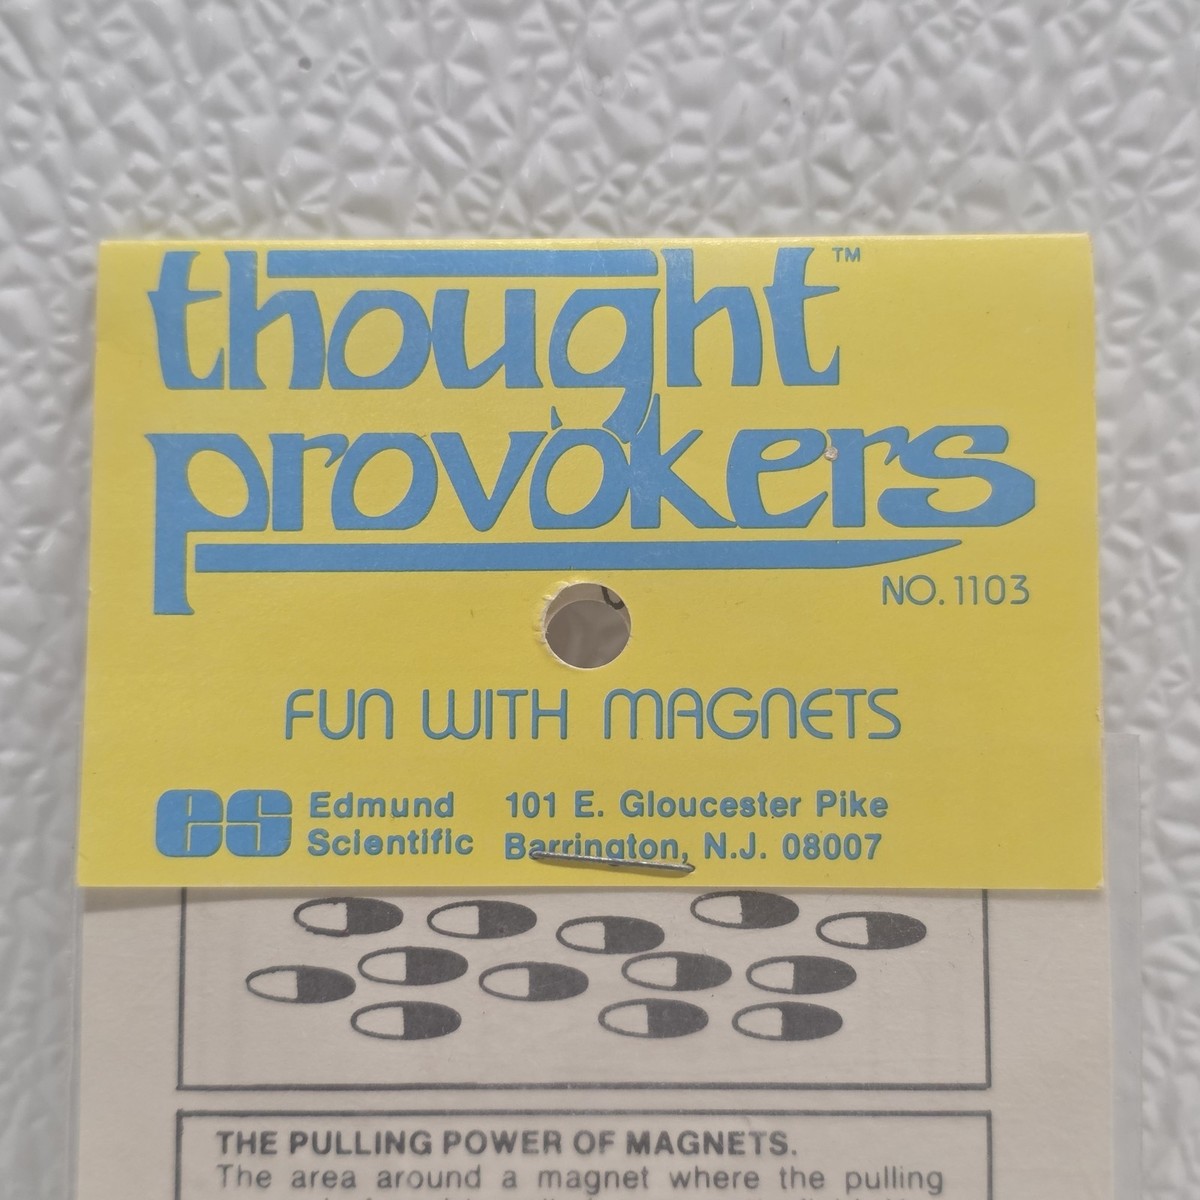 thought™
provokers
NO. 1103
FUN WITH MAGNETS
es Edmund Scientific
101 E. Gloucester Pike
Barrington, N.J. 08007
THE PULLING POWER OF MAGNETS.
The area around a magnet where the pulling